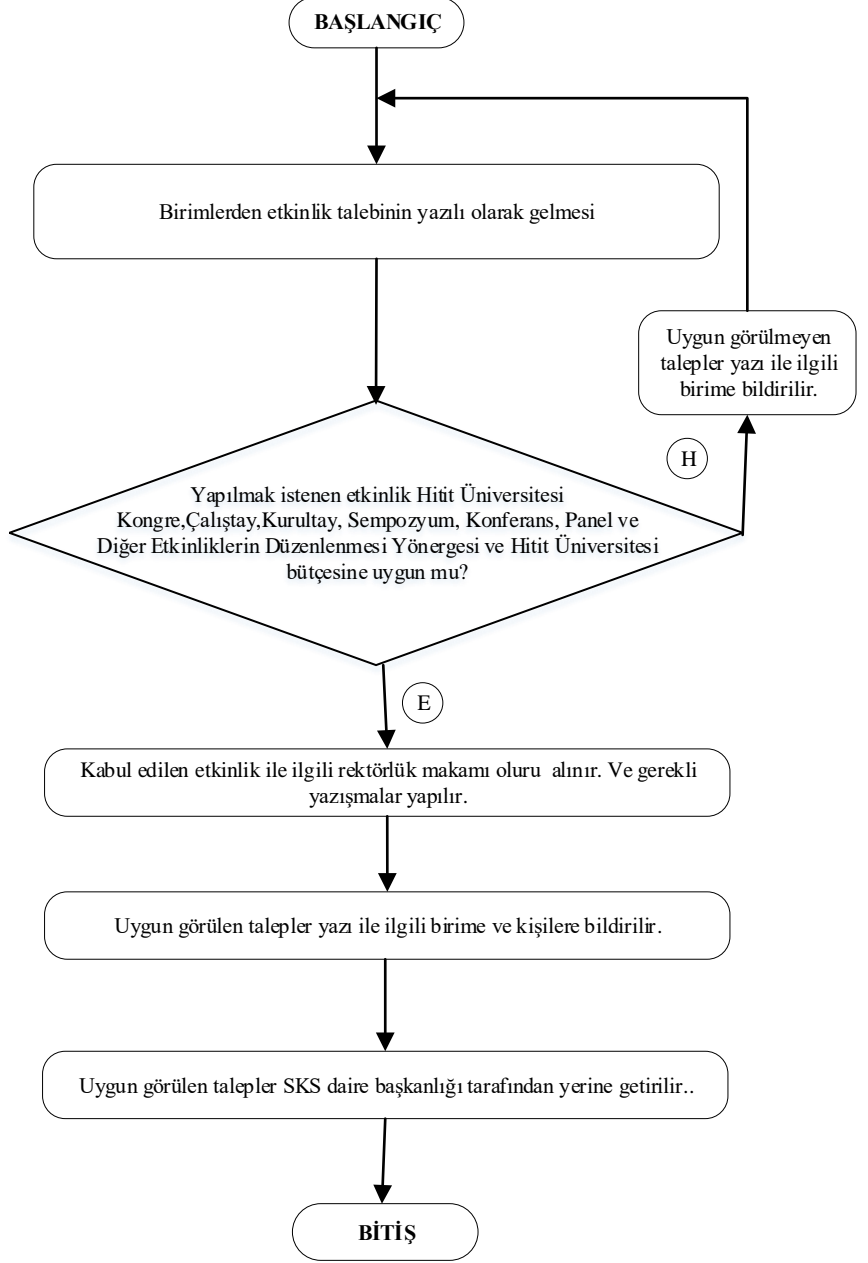 BAŞLANGIÇ
Birimlerden etkinlik talebinin yazılı olarak gelmesi
Uygun görülmeyen
talepler yazı ile ilgili
birime bildirilir.
H
Yapılmak istenen etkinlik Hitit Üniversitesi
Kongre,Çalıştay,Kurultay, Sempozyum, Konferans, Panel ve
Diğer Etkinliklerin Düzenlenmesi Yönergesi ve Hitit Üniversitesi
bütçesine uygun mu?
E
Kabul edilen etkinlik ile ilgili rektörlük makamı oluru alınır. Ve gerekli
yazışmalar yapılır.
Uygun görülen talepler yazı ile ilgili birime ve kişilere bildirilir.
Uygun görülen talepler SKS daire başkanlığı tarafından yerine getirilir..
BİTİŞ